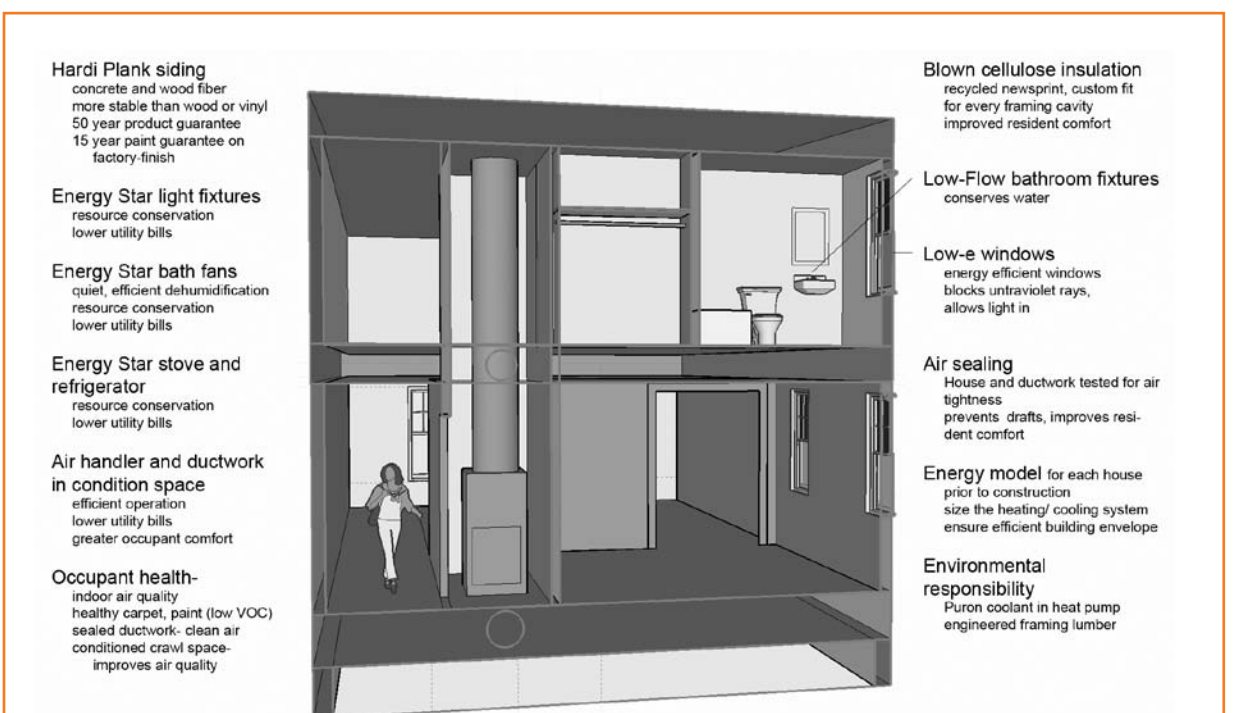 Hardi Plank siding
concrete and wood fiber
more stable than wood or vinyl
50 year product guarantee
15 year paint guarantee on
factory-finish
Energy Star light fixtures
resource conservation
lower utility bills
Energy Star bath fans
quiet, efficient dehumidification
resource conservation
lower utility bills
Energy Star stove and
refrigerator
resource conservation
lower utility bills
Air handler and ductwork
in condition space
efficient operation
lower utility bills
greater occupant comfort
Occupant health-
indoor air quality
healthy carpet, paint (low VOC)
sealed ductwork- clean air
conditioned crawl space-
improves air quality
Blown cellulose insulation
recycled newsprint, custom fit
for every framing cavity
improved resident comfort
Low-Flow bathroom fixtures
conserves water
Low-e windows
energy efficient windows
blocks untraviolet rays,
allows light in
Air sealing
House and ductwork tested for air
tightness
prevents drafts, improves resi-
dent comfort
Energy model for each house
prior to construction
size the heating/ cooling system
ensure efficient building envelope
Environmental
responsibility
Puron coolant in heat pump
engineered framing lumber